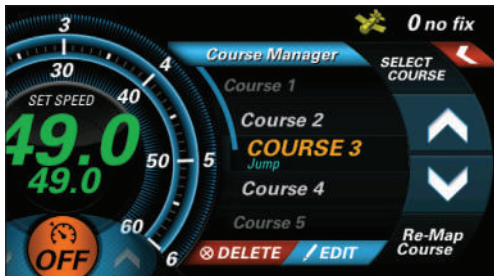 0 no fix
3
4
30
40
SET SPEED
49.0
49.0
50
5
60
6
OFF
Course Manager
Course 1
Course 2
COURSE 3
Jump
Course 4
Course 5
DELETE
EDIT
SELECT
COURSE
Re-Map
Course